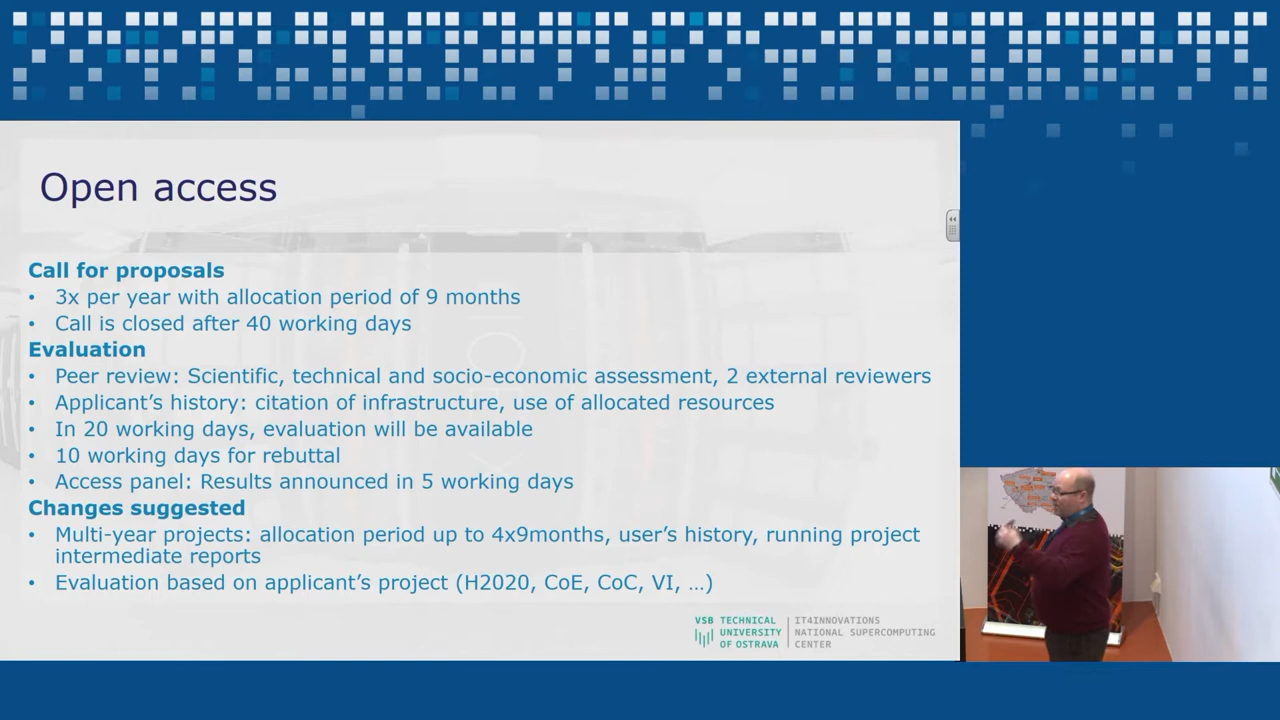 Open access
Call for proposals
• 3x per year with allocation period of 9 months
• Call is closed after 40 working days
Evaluation
• Peer review: Scientific, technical and socio-economic assessment, 2 external reviewers
• Applicant’s history: citation of infrastructure, use of allocated resources
• In 20 working days, evaluation will be available
• 10 working days for rebuttal
• Access panel: Results announced in 5 working days
Changes suggested
• Multi-year projects: allocation period up to 4x9months, user’s history, running project
intermediate reports
• Evaluation based on applicant’s project (H2020, CoE, CoC, VI, …)
VSB TECHNICAL
UNIVERSITY
OF OSTRAVA
IT4INNOVATIONS
NATIONAL SUPERCOMPUTING
CENTER